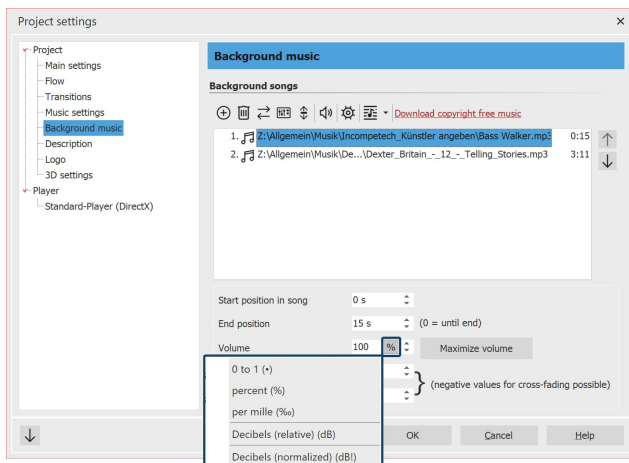 Project settings
Project
Main settings
Flow
Transitions
Music settings
Background music
Description
Logo
3D settings
Player
Standard-Player (DirectX)
Background music
Background songs
Download copyright free music
1. Z:\Allgemein\Musik\Incompetech_Künstler angeben\Bass Walker.mp3 0:15
2. Z:\Allgemein\Musik\De...\Dexter_Britain_-_12_-_Telling_Stories.mp3 3:11
Start position in song 0 s
End position 15 s (0 = until end)
Volume 100 % Maximize volume
0 to 1 (•)
percent (%)
per mille (‰)
Decibels (relative) (dB)
Decibels (normalized) (dB!)
(negative values for cross-fading possible)
OK Cancel Help